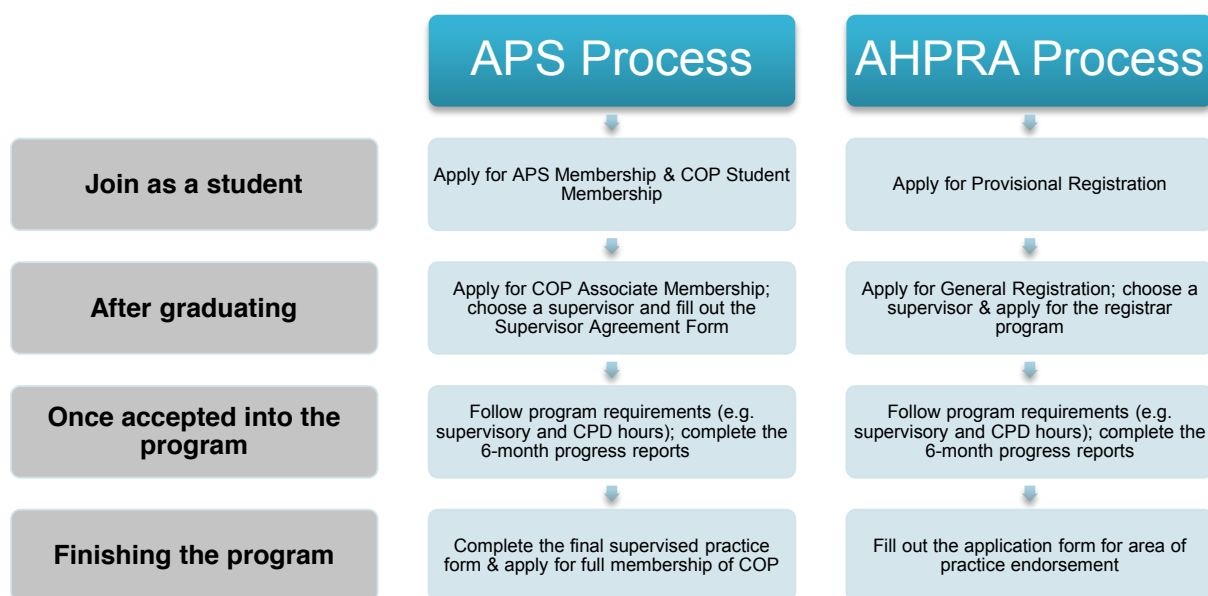 APS Process
AHPRA Process
Join as a student
Apply for APS Membership & COP Student
Membership
Apply for Provisional Registration
After graduating
Apply for COP Associate Membership;
choose a supervisor and fill out the
Supervisor Agreement Form
Apply for General Registration; choose a
supervisor & apply for the registrar
program
Once accepted into the
program
Follow program requirements (e.g.
supervisory and CPD hours); complete the
6-month progress reports
Follow program requirements (e.g.
supervisory and CPD hours); complete the
6-month progress reports
Finishing the program
Complete the final supervised practice
form & apply for full membership of COP
Fill out the application form for area of
practice endorsement